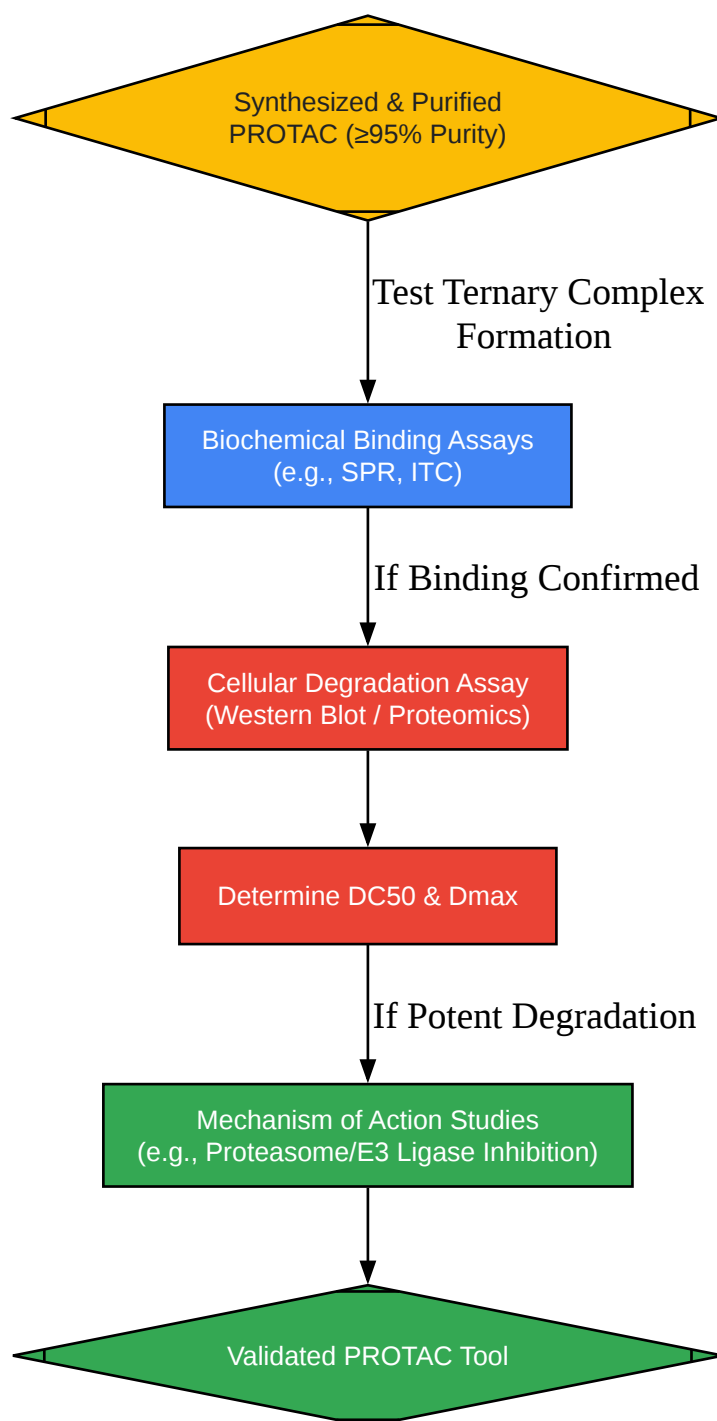 Synthesized & Purified
PROTAC (≥95% Purity)
Test Ternary Complex
Formation
Biochemical Binding Assays
(e.g., SPR, ITC)
If Binding Confirmed
Cellular Degradation Assay
(Western Blot / Proteomics)
Determine DC50 & Dmax
If Potent Degradation
Mechanism of Action Studies
(e.g., Proteasome/E3 Ligase Inhibition)
Validated PROTAC Tool